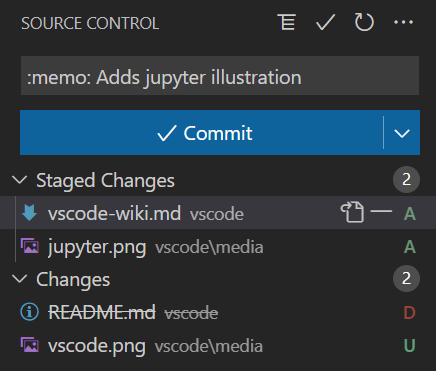 SOURCE CONTROL
:memo: Adds jupyter illustration
Commit
Staged Changes 2
vscode-wiki.md vscode A
jupyter.png vscode\media A
Changes 2
README.md vscode D
vscode.png vscode\media U